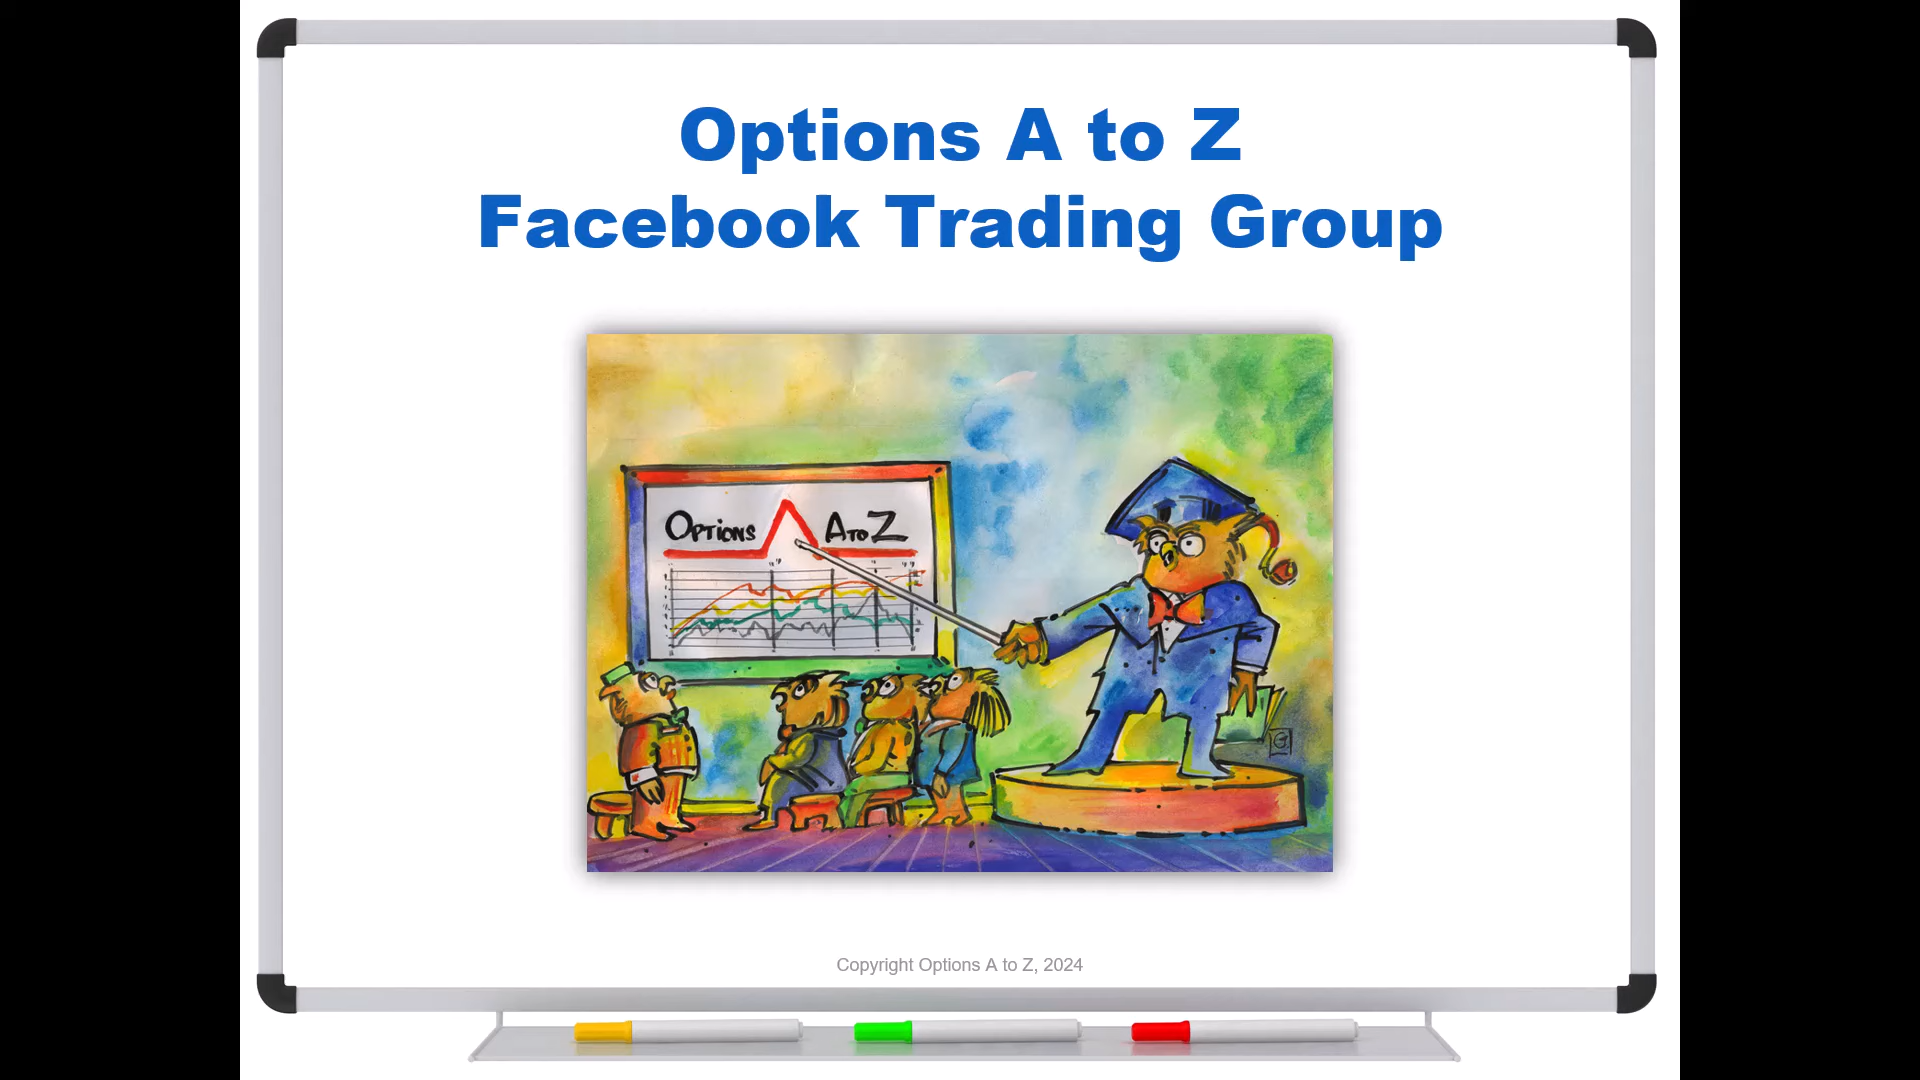 Options A to Z
Facebook Trading Group
OPTIONS A TO Z
Copyright Options A to Z, 2024